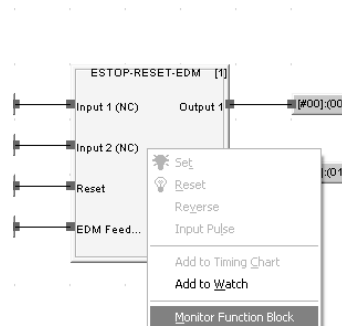 ESTOP-RESET-EDM [1]
Input 1 (NC) Output 1 [#00]:(00
Input 2 (NC)
Reset
EDM Feed...
:(01
Set
Reset
Reverse
Input Pulse
Add to Timing Chart
Add to Watch
Monitor Function Block